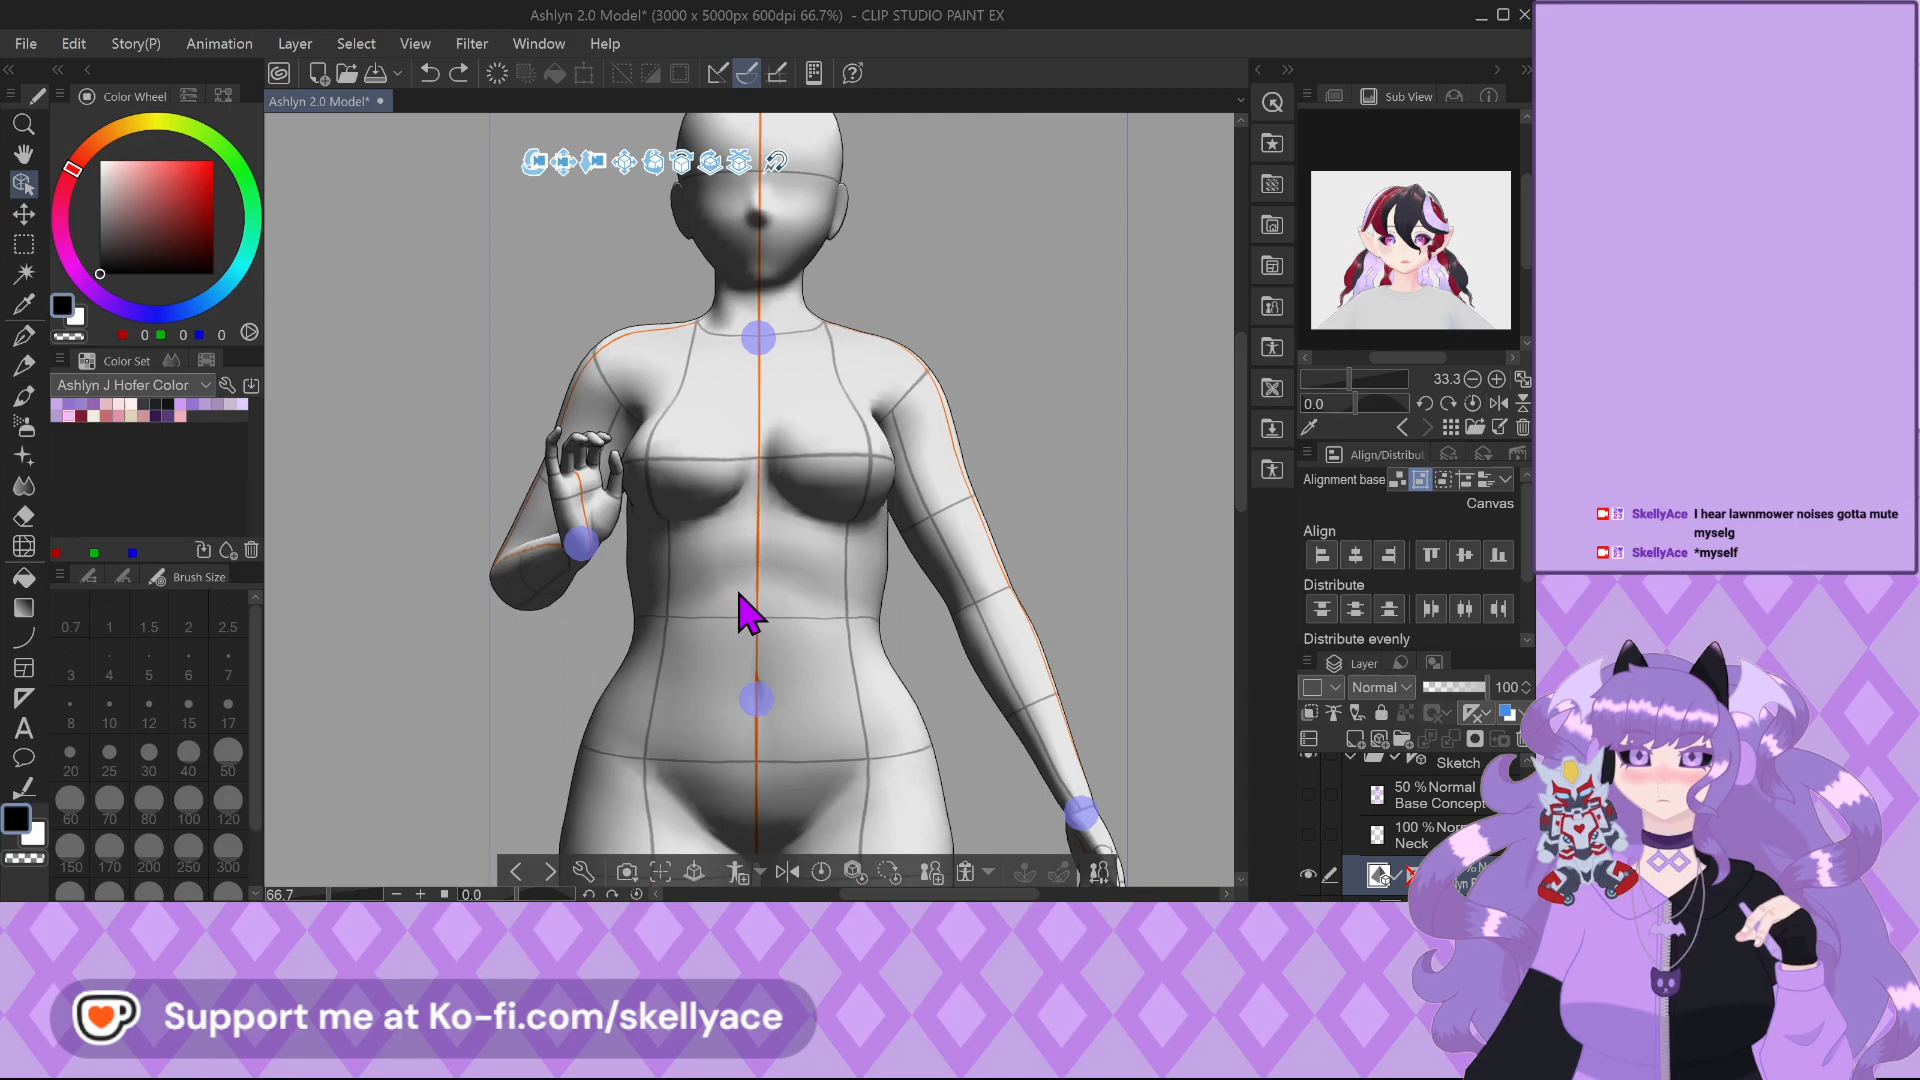 Ashlyn 2.0 Model* (3000 x 5000px 600dpi 66.7%) - CLIP STUDIO PAINT EX
File Edit Story(P) Animation Layer Select View Filter Window Help
Color Wheel
Ashlyn 2.0 Model*
Sub View
0 0 0
Color Set
Ashlyn J Hofer Color
33.3
0.0
Align/Distribut
Alignment base
Canvas
Align
Distribute
Distribute evenly
Brush Size
0.7 1 1.5 2 2.5
3 4 5 6 7
8 10 12 15 17
20 25 30 40 50
60 70 80 100 120
150 170 200 250 300
Layer
Normal 100
Sketch
50 %Normal
Base Concept
100 %Norm
Neck
66.7 0.0
SkellyAce I hear lawnmower noises gotta mute
myselg
SkellyAce *myself
Support me at Ko-fi.com/skellyace